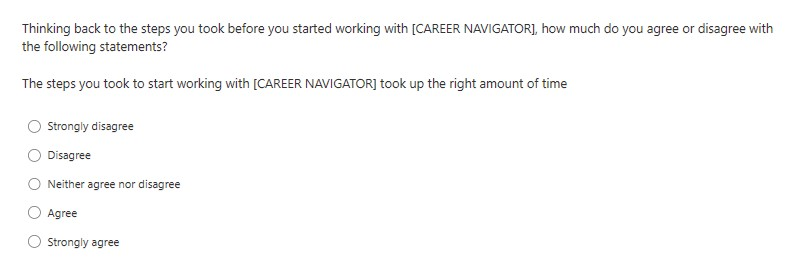 Thinking back to the steps you took before you started working with [CAREER NAVIGATOR], how much do you agree or disagree with
the following statements?
The steps you took to start working with [CAREER NAVIGATOR] took up the right amount of time
Strongly disagree
Disagree
Neither agree nor disagree
Agree
Strongly agree